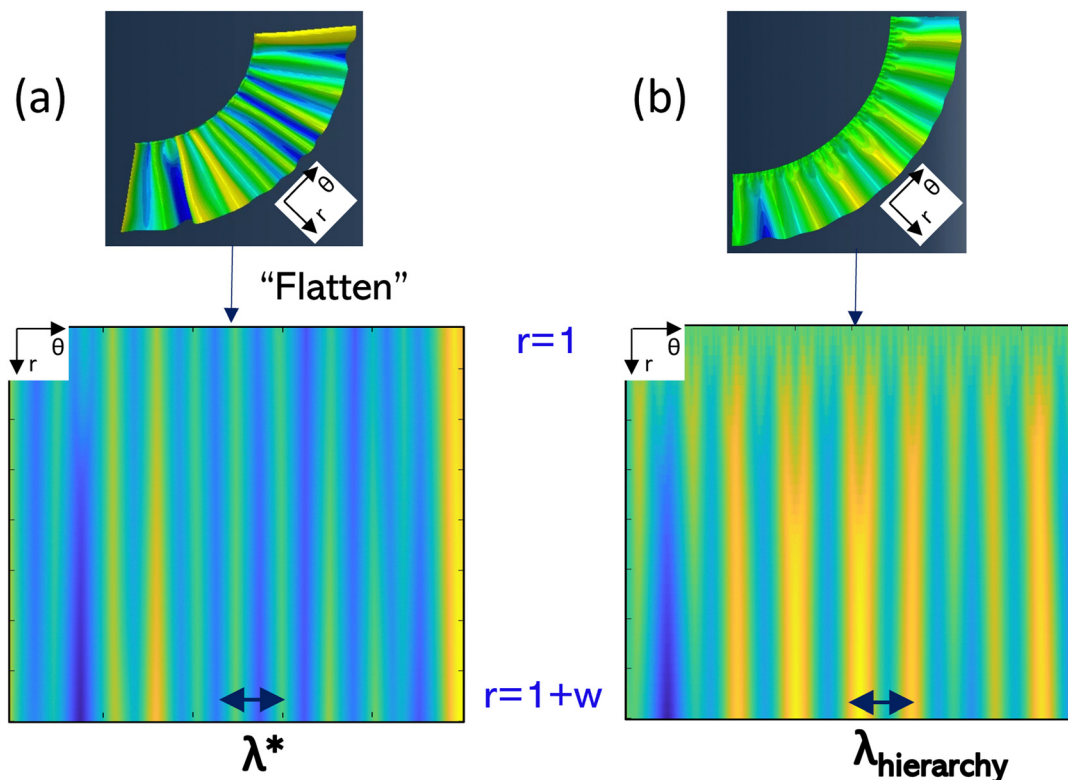 (a)
(b)
θ
r
θ
r
“Flatten”
θ
r
r=1
θ
r
r=1+w
λ*
λhierarchy